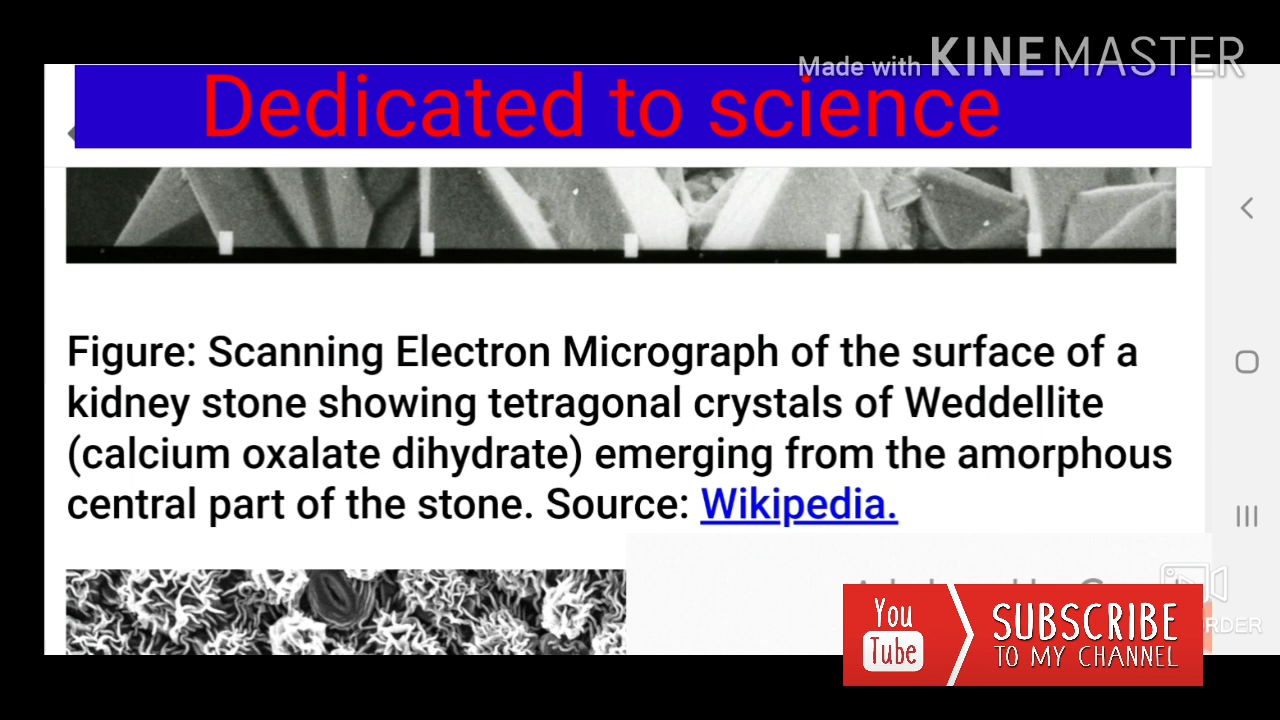 Made with KINEMASTER
Dedicated to science
Figure: Scanning Electron Micrograph of the surface of a
kidney stone showing tetragonal crystals of Weddellite
(calcium oxalate dihydrate) emerging from the amorphous
central part of the stone. Source: Wikipedia.
You
Tube
SUBSCRIBE
TO MY CHANNEL